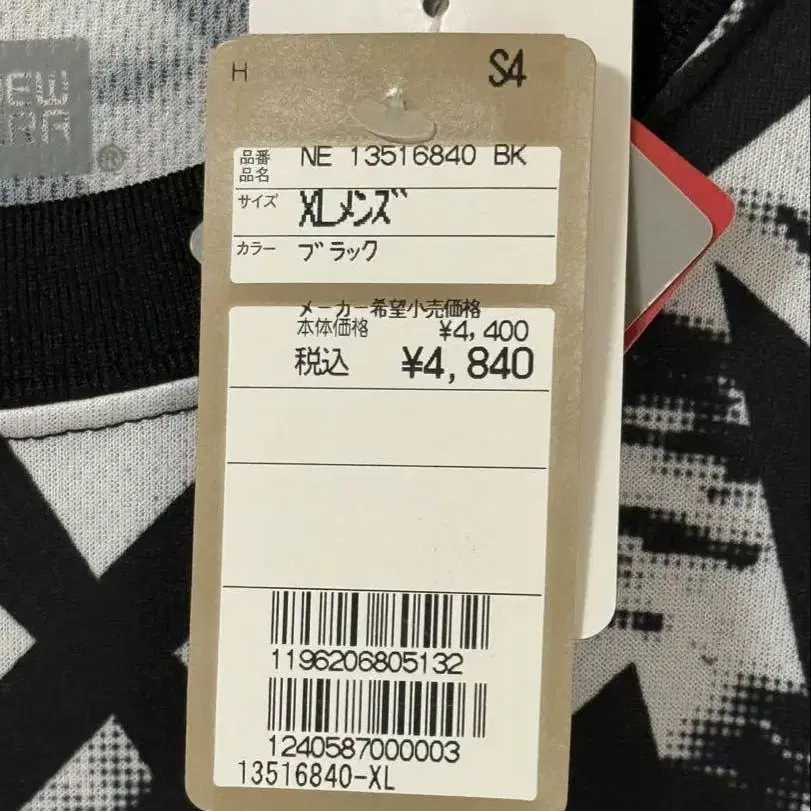 H S4
品番 NE 13516840 BK
品名
サイズ XLメンズ
カラー ブラック
メーカー希望小売価格
本体価格 ¥4,400
税込 ¥4,840
1196206805132
1240587000003
13516840-XL
®